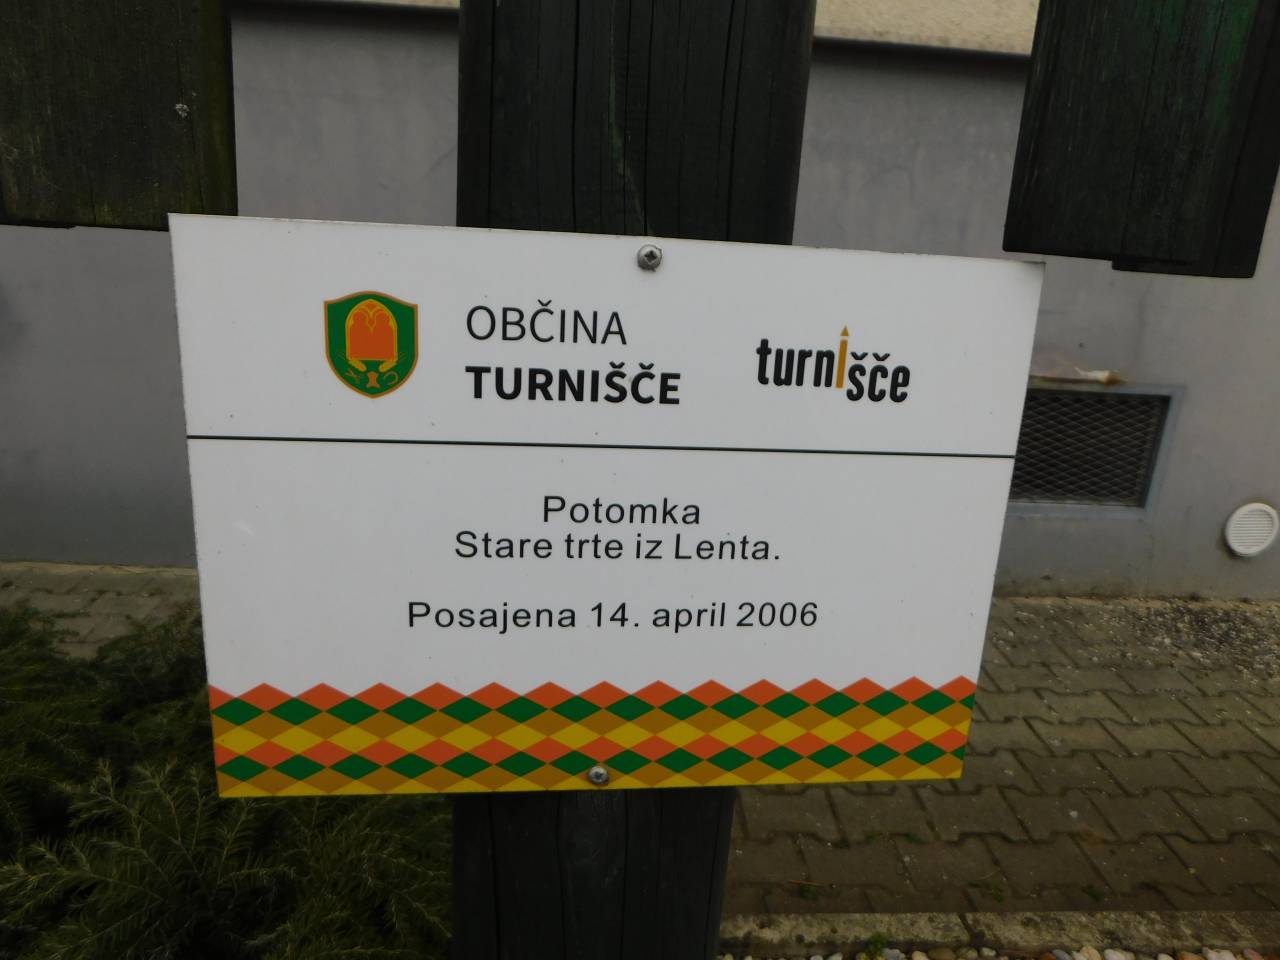 OBČINA
TURNIŠČE
turnišče
Potomka
Stare trte iz Lenta.
Posajena 14. april 2006